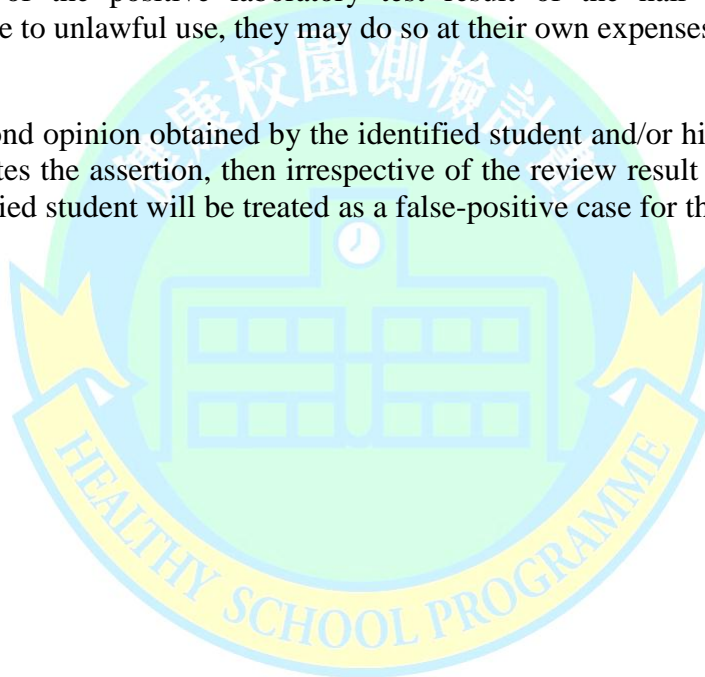 of the positive laboratory test result of the hair
e to unlawful use, they may do so at their own expenses
健康校園測檢計劃
ond opinion obtained by the identified student and/or hi
tes the assertion, then irrespective of the review result
ied student will be treated as a false-positive case for th
HEALTHY SCHOOL PROGRAMME